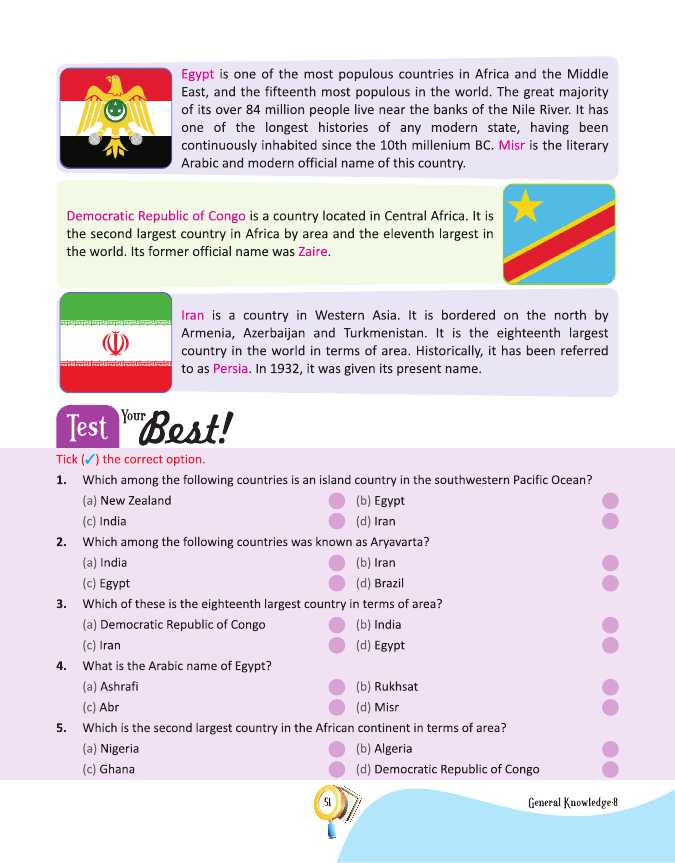 Egypt is one of the most populous countries in Africa and the Middle
East, and the fifteenth most populous in the world. The great majority
of its over 84 million people live near the banks of the Nile River. It has
one of the longest histories of any modern state, having been
continuously inhabited since the 10th millenium BC. Misr is the literary
Arabic and modern official name of this country.
Democratic Republic of Congo is a country located in Central Africa. It is
the second largest country in Africa by area and the eleventh largest in
the world. Its former official name was Zaire.
Iran is a country in Western Asia. It is bordered on the north by
Armenia, Azerbaijan and Turkmenistan. It is the eighteenth largest
country in the world in terms of area. Historically, it has been referred
to as Persia. In 1932, it was given its present name.
Test Your Best!
Tick (✓) the correct option.
1. Which among the following countries is an island country in the southwestern Pacific Ocean?
(a) New Zealand (b) Egypt
(c) India (d) Iran
2. Which among the following countries was known as Aryavarta?
(a) India (b) Iran
(c) Egypt (d) Brazil
3. Which of these is the eighteenth largest country in terms of area?
(a) Democratic Republic of Congo (b) India
(c) Iran (d) Egypt
4. What is the Arabic name of Egypt?
(a) Ashrafi (b) Rukhsat
(c) Abr (d) Misr
5. Which is the second largest country in the African continent in terms of area?
(a) Nigeria (b) Algeria
(c) Ghana (d) Democratic Republic of Congo
51 General Knowledge-8